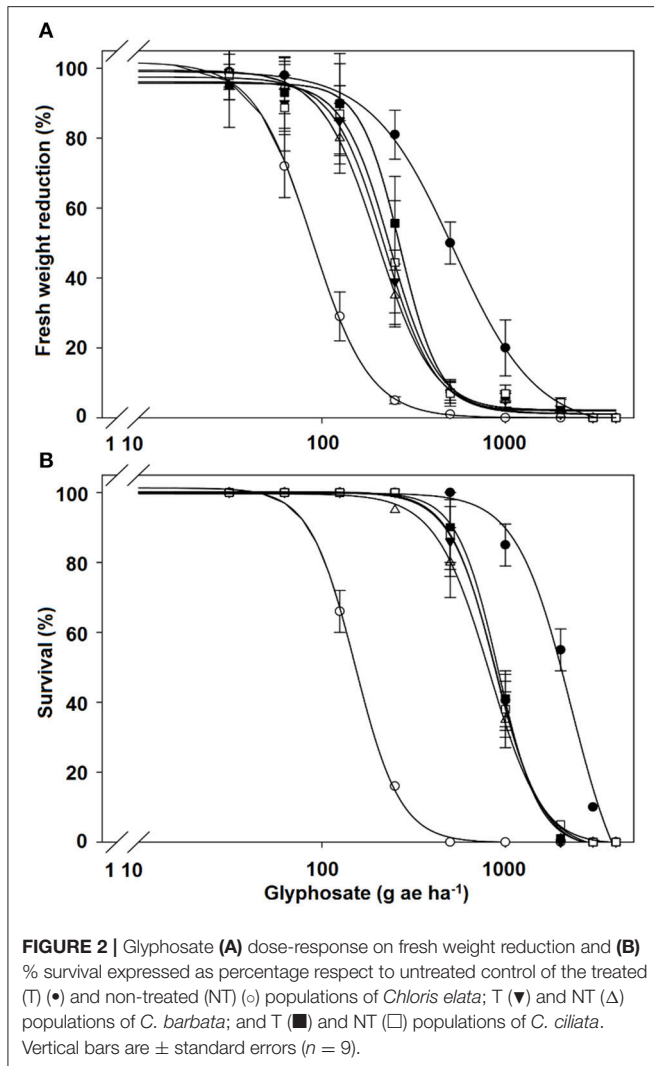 A
100
80
60
40
20
0
Fresh weight reduction (%)
1 10 100 1000
B
100
80
60
40
20
0
Survival (%)
1 10 100 1000
Glyphosate (g ae ha⁻¹)
FIGURE 2 | Glyphosate (A) dose-response on fresh weight reduction and (B)
% survival expressed as percentage respect to untreated control of the treated
(T) (●) and non-treated (NT) (○) populations of Chloris elata; T (▼) and NT (△)
populations of C. barbata; and T (■) and NT (□) populations of C. ciliata.
Vertical bars are ± standard errors (n = 9).